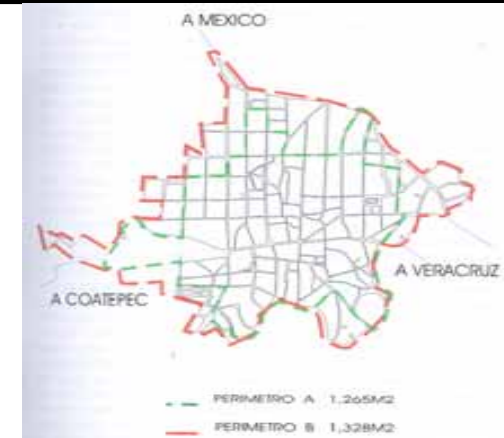 A MEXICO
A VERACRUZ
A COATEPEC
PERIMETRO A 1,265M2
PERIMETRO B 1,328M2